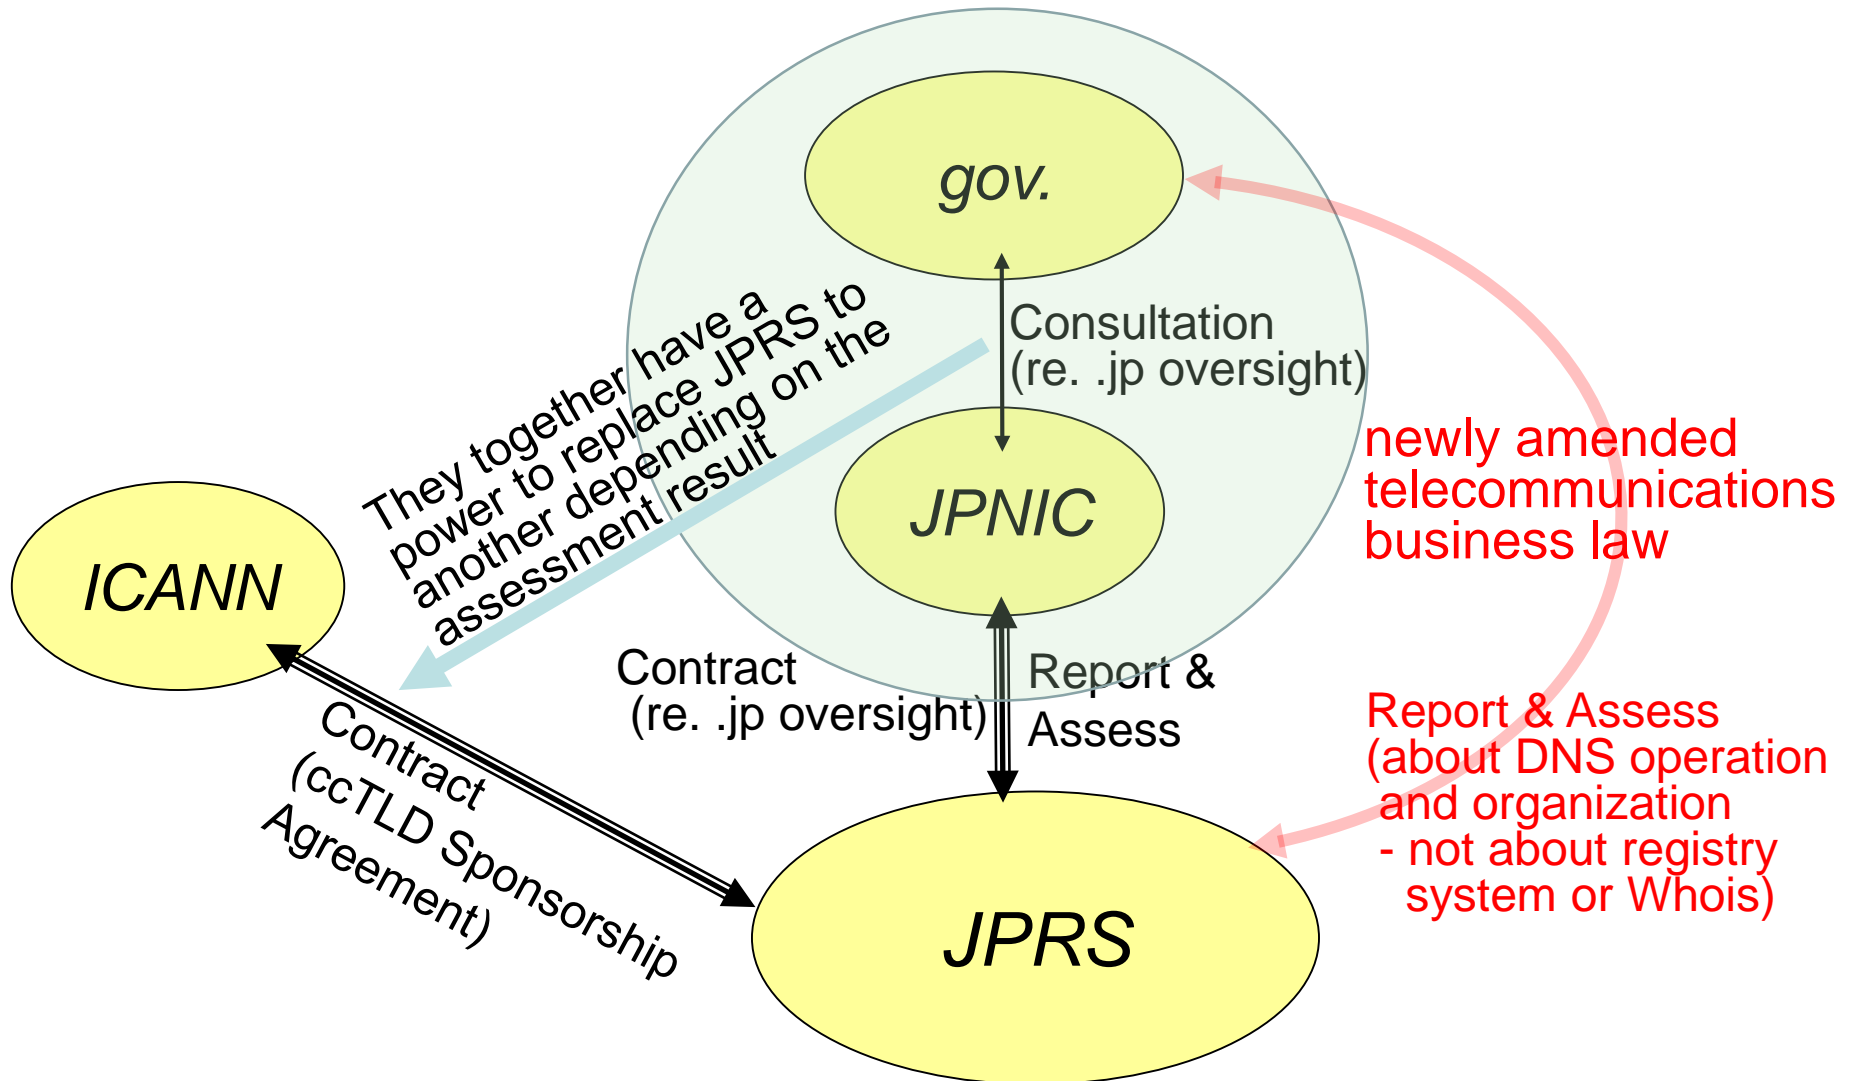 gov.
Consultation
(re. .jp oversight)
They together have a
power to replace JPRS to
another depending on the
assessment result
JPNIC
newly amended
telecommunications
business law
ICANN
Contract
(re. .jp oversight)
Report &
Assess
Report & Assess
(about DNS operation
and organization
- not about registry
system or Whois)
Contract
(ccTLD Sponsorship
Agreement)
JPRS